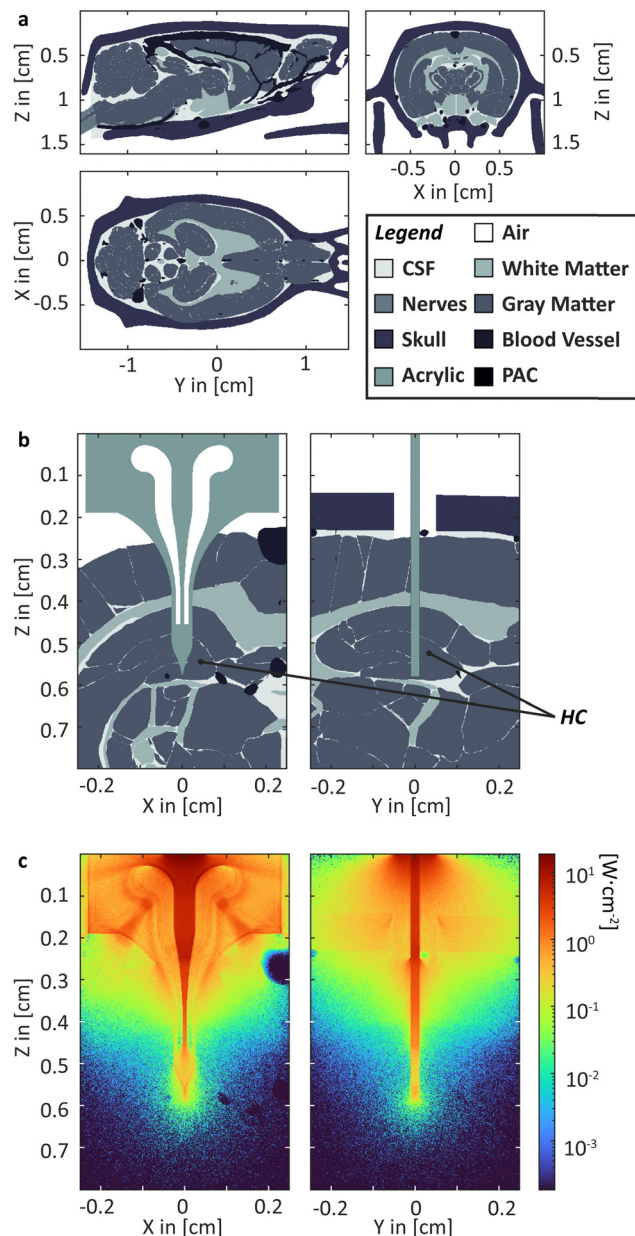 a
Z in [cm]
0.5
1
1.5
0.5
1
1.5
Z in [cm]
-0.5 0 0.5
X in [cm]
X in [cm]
0.5
0
-0.5
-1 0 1
Y in [cm]
Legend
Air
CSF
White Matter
Nerves
Gray Matter
Skull
Blood Vessel
Acrylic
PAC
b
Z in [cm]
0.1
0.2
0.3
0.4
0.5
0.6
0.7
HC
-0.2 0 0.2
X in [cm]
-0.2 0 0.2
Y in [cm]
c
Z in [cm]
0.1
0.2
0.3
0.4
0.5
0.6
0.7
-0.2 0 0.2
X in [cm]
-0.2 0 0.2
Y in [cm]
[W·cm⁻²]
10¹
10⁰
10⁻¹
10⁻²
10⁻³